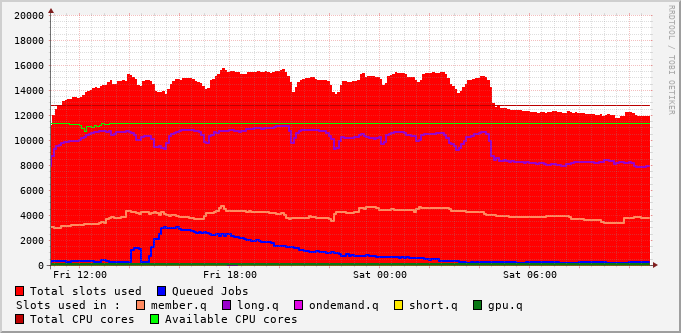 RRDTOOL / TOBI OETIKER
20000
18000
16000
14000
12000
10000
8000
6000
4000
2000
0
Fri 12:00 Fri 18:00 Sat 00:00 Sat 06:00
Total slots used Queued Jobs
Slots used in : member.q long.q ondemand.q short.q gpu.q
Total CPU cores Available CPU cores